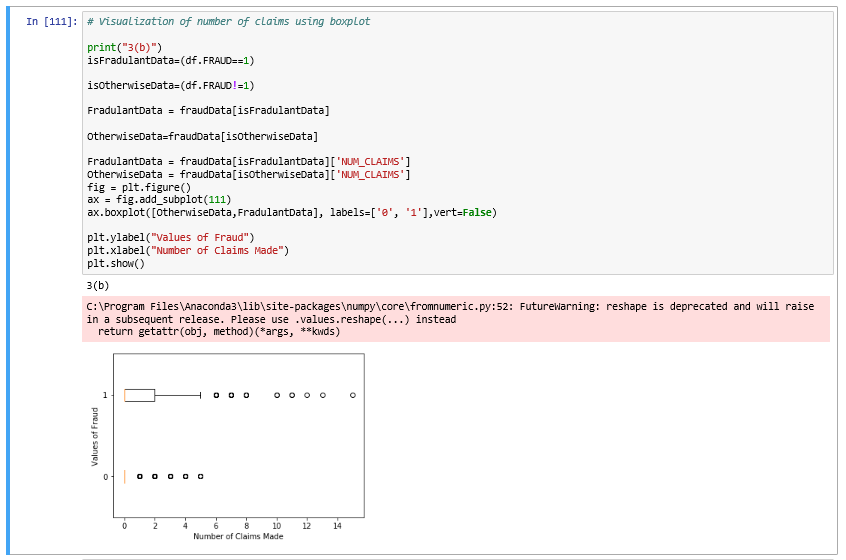 In [111]: # Visualization of number of claims using boxplot
print("3(b)")
isFradulantData=(df.FRAUD==1)
isOtherwiseData=(df.FRAUD!=1)
FradulantData = fraudData[isFradulantData]
OtherwiseData=fraudData[isOtherwiseData]
FradulantData = fraudData[isFradulantData]['NUM_CLAIMS']
OtherwiseData = fraudData[isOtherwiseData]['NUM_CLAIMS']
fig = plt.figure()
ax = fig.add_subplot(111)
ax.boxplot([OtherwiseData,FradulantData], labels=['0', '1'],vert=False)
plt.ylabel("Values of Fraud")
plt.xlabel("Number of Claims Made")
plt.show()
3(b)
C:\Program Files\Anaconda3\lib\site-packages\numpy\core\fromnumeric.py:52: FutureWarning: reshape is deprecated and will raise
in a subsequent release. Please use .values.reshape(...) instead
return getattr(obj, method)(*args, **kwds)
1
Values of Fraud
0
0 2 4 6 8 10 12 14
Number of Claims Made